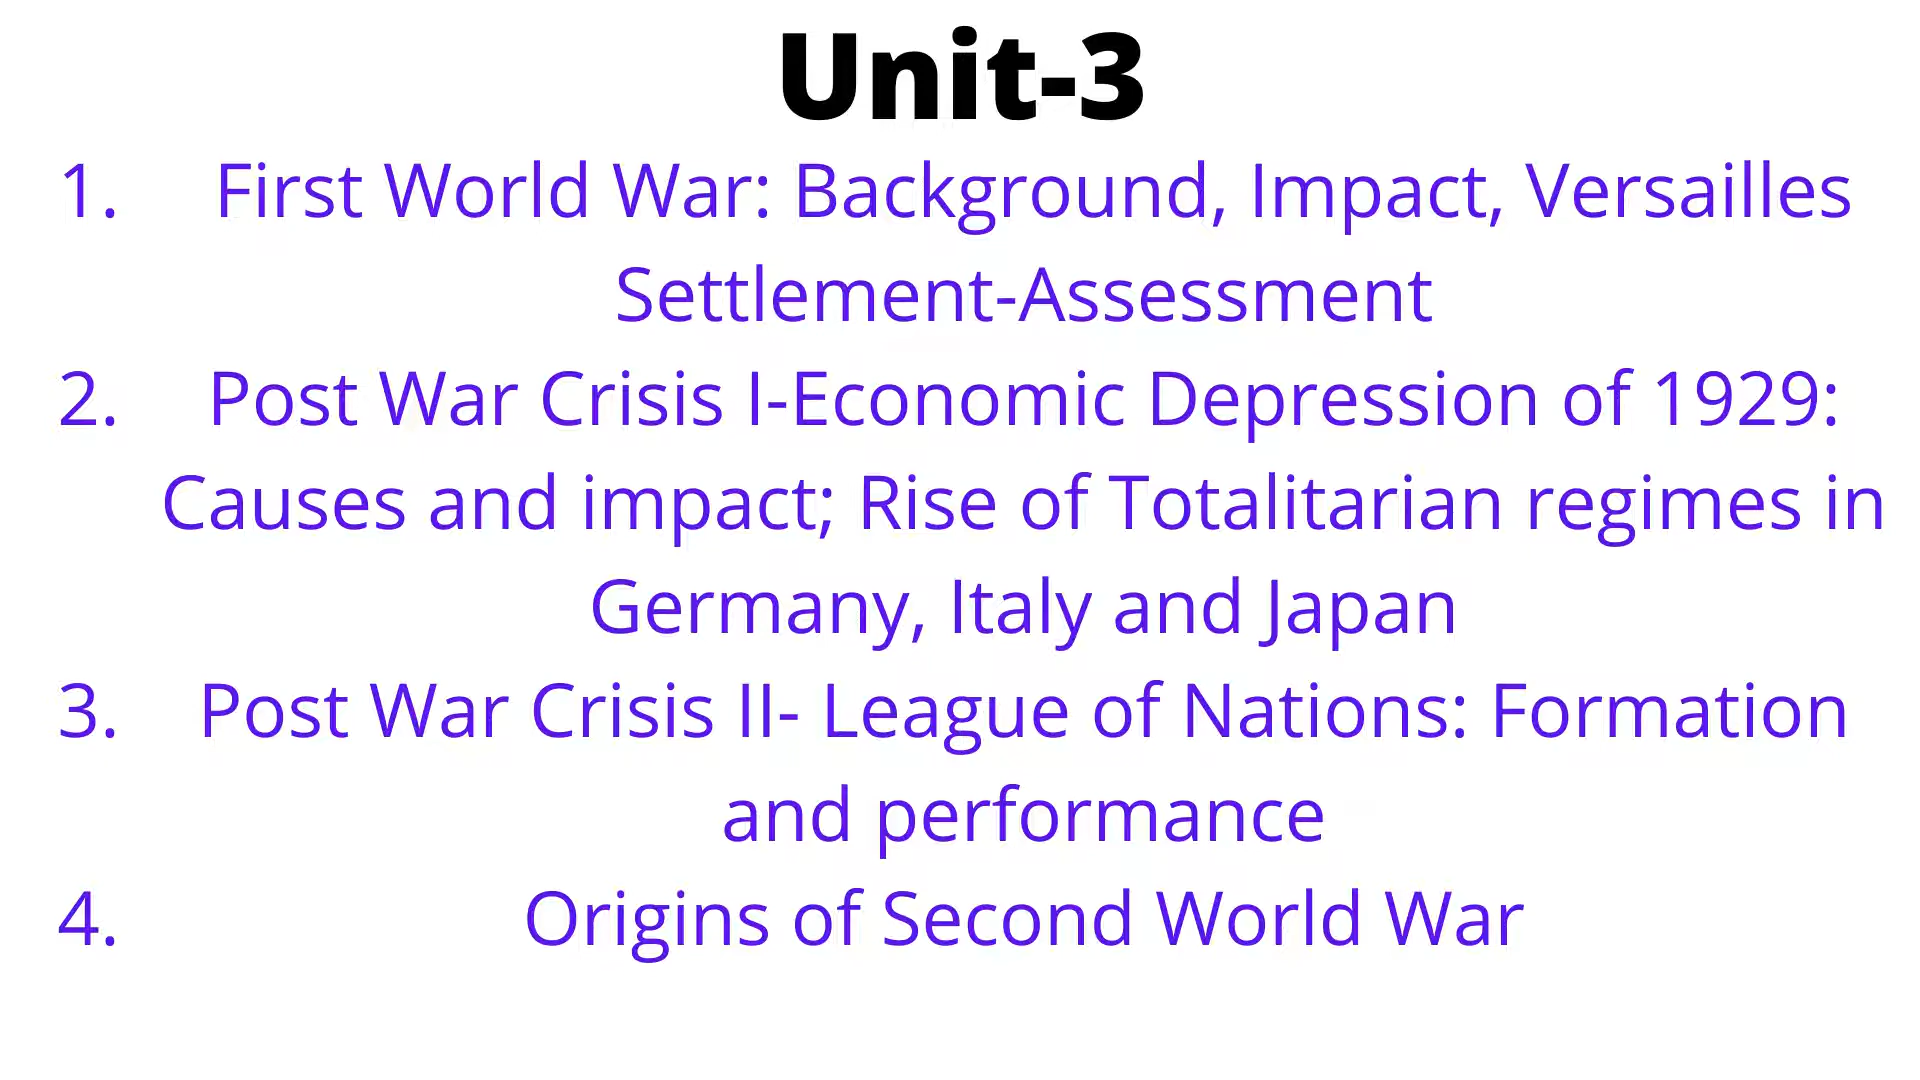 Unit-3
1. First World War: Background, Impact, Versailles
Settlement-Assessment
2. Post War Crisis I-Economic Depression of 1929:
Causes and impact; Rise of Totalitarian regimes in
Germany, Italy and Japan
3. Post War Crisis II- League of Nations: Formation
and performance
4. Origins of Second World War